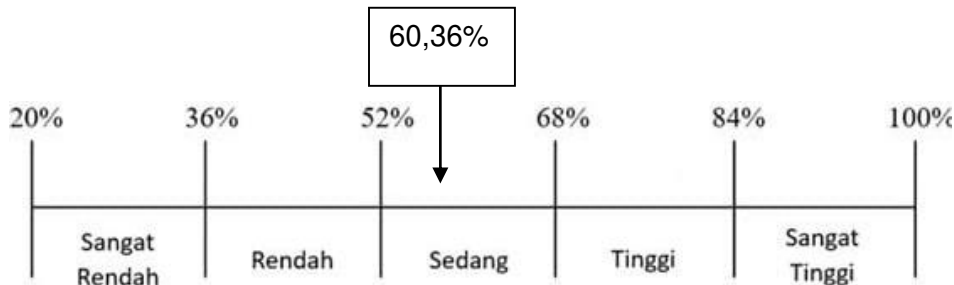 60,36%
20% 36% 52% 68% 84% 100%
Sangat
Rendah
Rendah
Sedang
Tinggi
Sangat
Tinggi